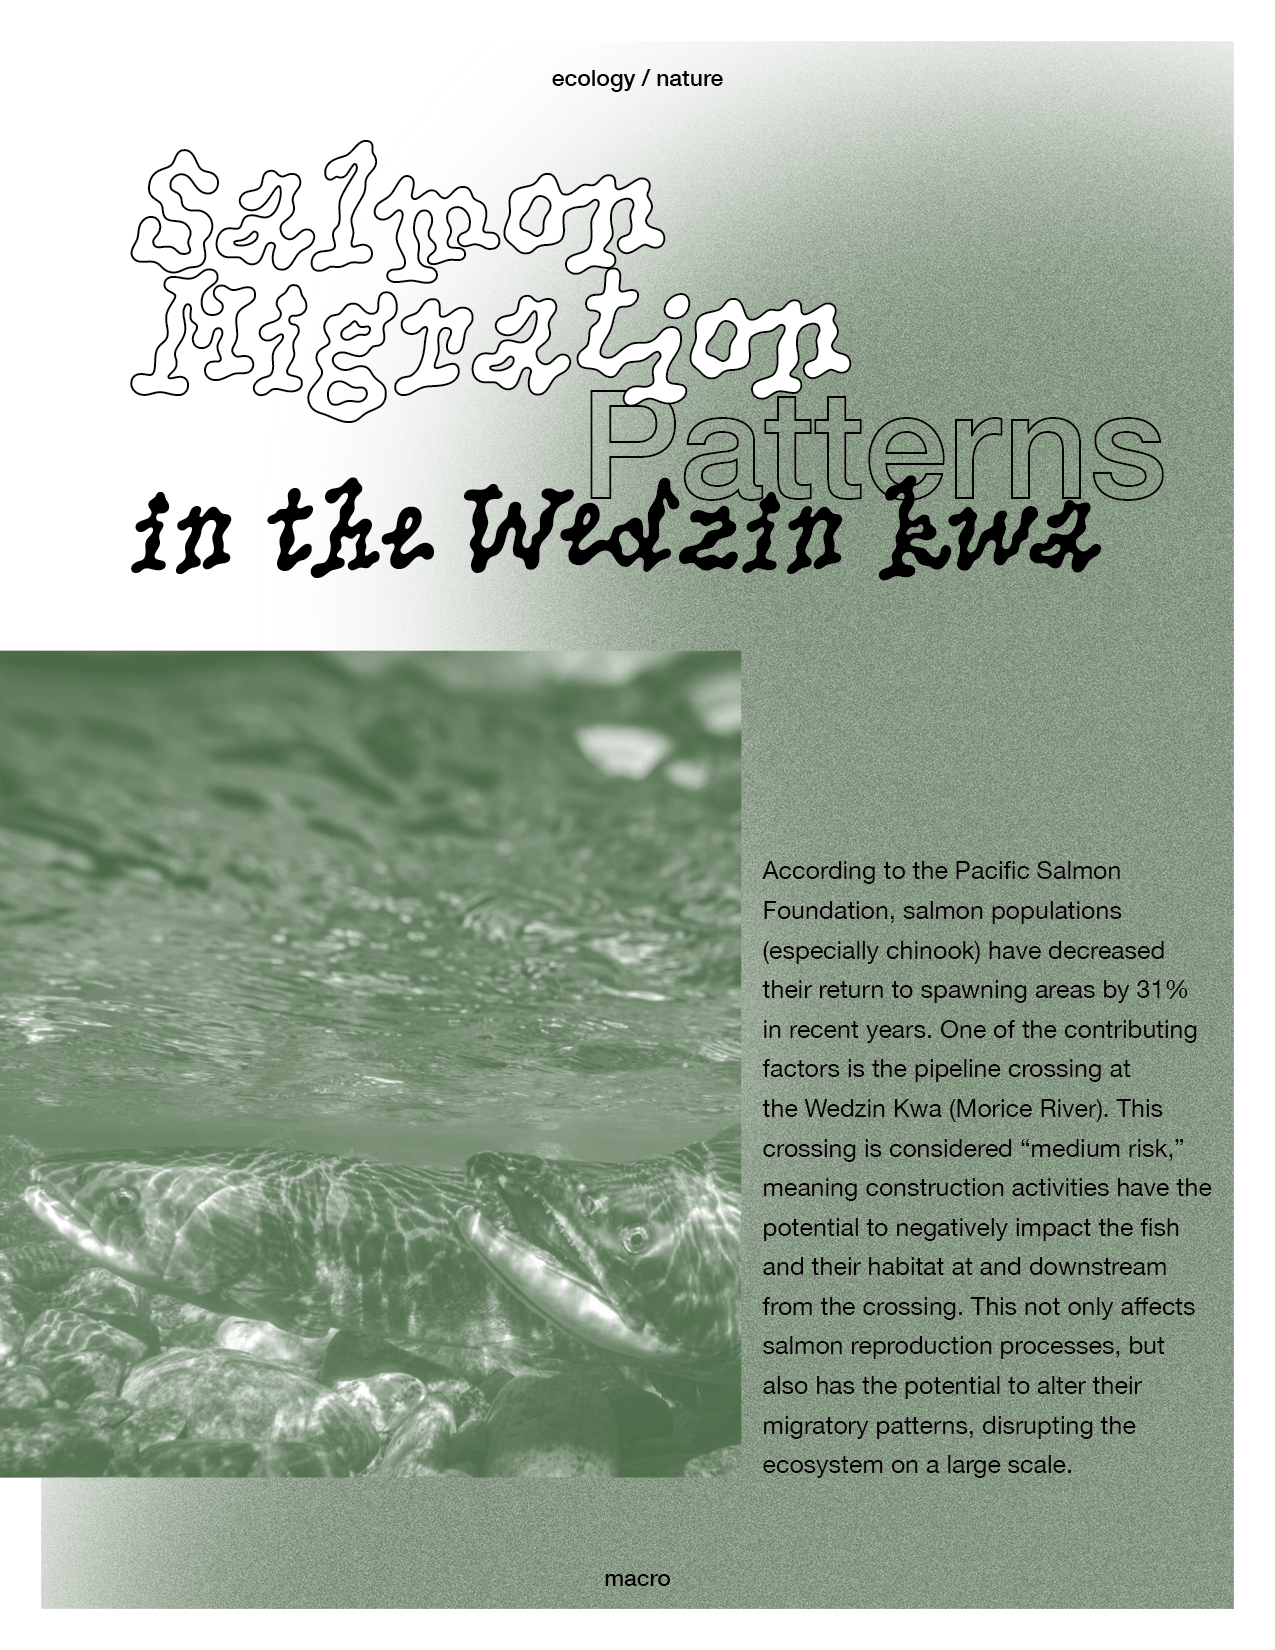 ecology / nature
Salmon
Migration
Patterns
in the Wedzin kwa
According to the Pacific Salmon
Foundation, salmon populations
(especially chinook) have decreased
their return to spawning areas by 31%
in recent years. One of the contributing
factors is the pipeline crossing at
the Wedzin Kwa (Morice River). This
crossing is considered “medium risk,”
meaning construction activities have the
potential to negatively impact the fish
and their habitat at and downstream
from the crossing. This not only affects
salmon reproduction processes, but
also has the potential to alter their
migratory patterns, disrupting the
ecosystem on a large scale.
macro